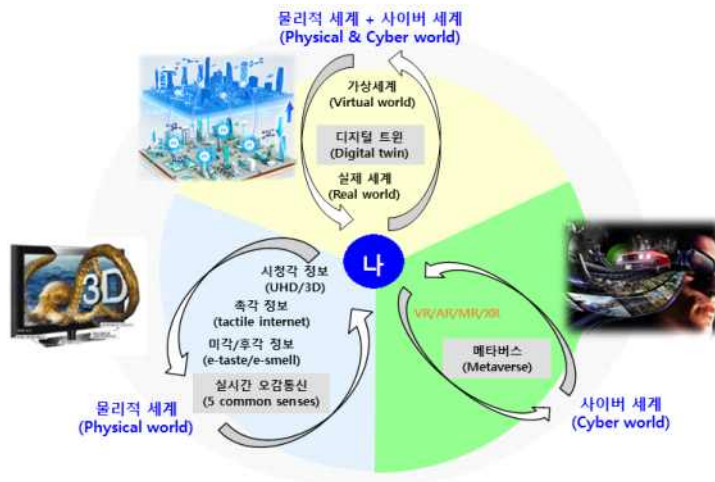 물리적 세계 + 사이버 세계
(Physical & Cyber world)
가상세계
(Virtual world)
디지털 트윈
(Digital twin)
실제 세계
(Real world)
나
시청각 정보
(UHD/3D)
촉각 정보
(tactile internet)
미각/후각 정보
(e-taste/e-smell)
실시간 오감통신
(5 common senses)
물리적 세계
(Physical world)
3D
VR/AR/MR/XR
메타버스
(Metaverse)
사이버 세계
(Cyber world)